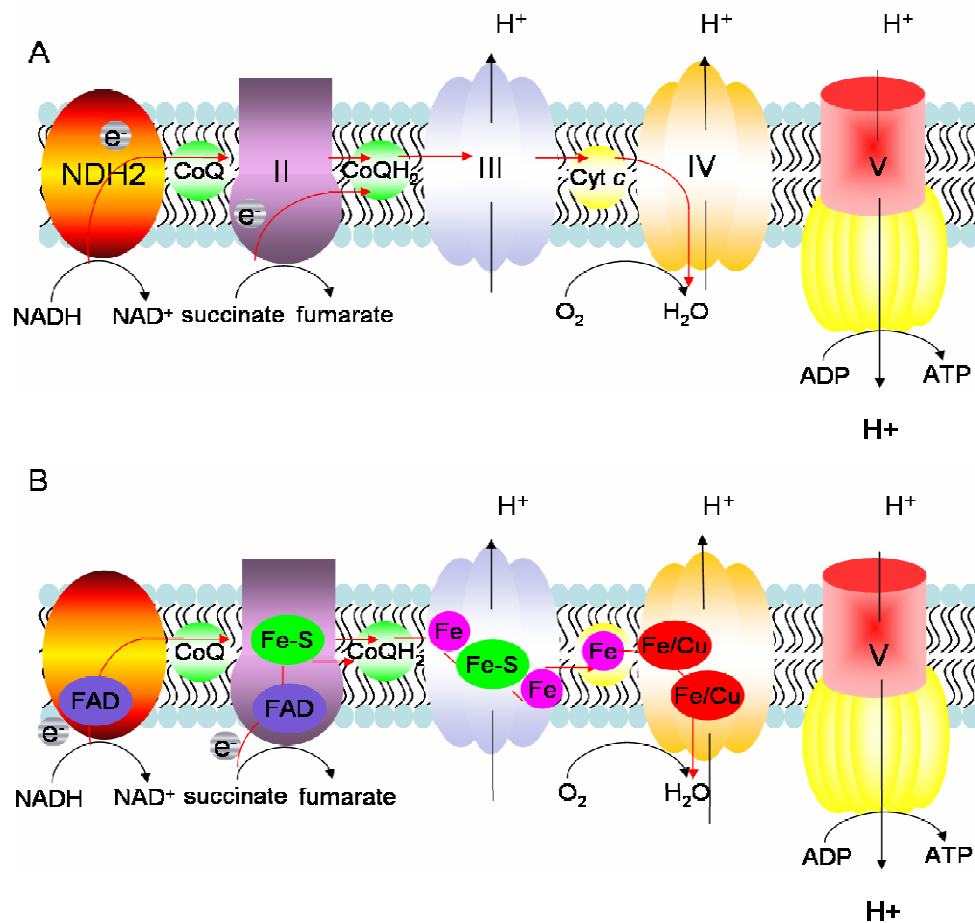 A
H⁺ H⁺ H⁺
e⁻
NDH2 CoQ II CoQH₂ III Cyt c IV V
e⁻
NADH NAD⁺ succinate fumarate O₂ H₂O
ADP ATP
H+
B
H⁺ H⁺ H⁺
Fe Fe Fe/Cu
Fe-S CoQ CoQH₂ Fe-S V
FAD FAD Fe Fe/Cu
e⁻ e⁻
NADH NAD⁺ succinate fumarate O₂ H₂O
ADP ATP
H+